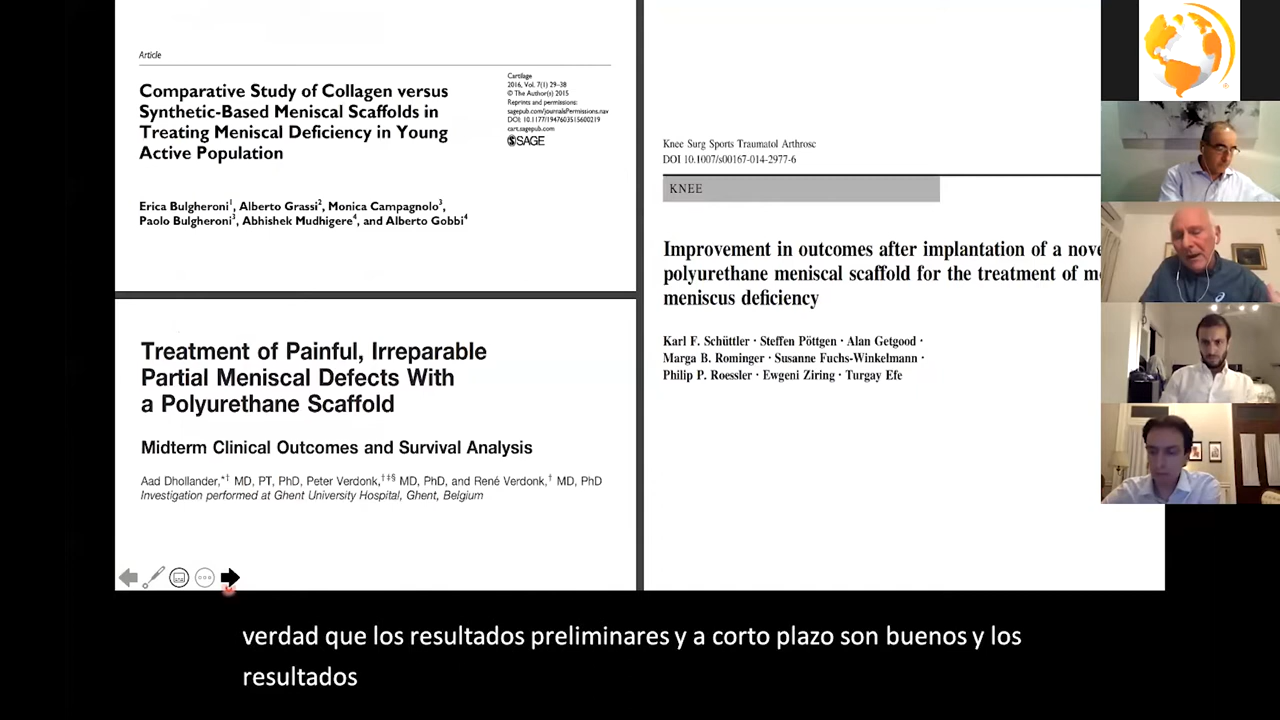 Article
Comparative Study of Collagen versus
Synthetic-Based Meniscal Scaffolds in
Treating Meniscal Deficiency in Young
Active Population
Cartilage
2016, Vol. 7(1) 29–38
© The Author(s) 2015
Reprints and permissions:
sagepub.com/journalsPermissions.nav
DOI: 10.1177/1947603515600219
cart.sagepub.com
SAGE
Erica Bulgheroni1, Alberto Grassi2, Monica Campagnolo3,
Paolo Bulgheroni3, Abhishek Mudhigere4, and Alberto Gobbi4
Treatment of Painful, Irreparable
Partial Meniscal Defects With
a Polyurethane Scaffold
Midterm Clinical Outcomes and Survival Analysis
Aad Dhollander,*† MD, PT, PhD, Peter Verdonk,†‡§ MD, PhD, and René Verdonk,† MD, PhD
Investigation performed at Ghent University Hospital, Ghent, Belgium
Knee Surg Sports Traumatol Arthrosc
DOI 10.1007/s00167-014-2977-6
KNEE
Improvement in outcomes after implantation of a nove
polyurethane meniscal scaffold for the treatment of m
meniscus deficiency
Karl F. Schüttler · Steffen Pöttgen · Alan Getgood ·
Marga B. Rominger · Susanne Fuchs-Winkelmann ·
Philip P. Roessler · Ewgeni Ziring · Turgay Efe
verdad que los resultados preliminares y a corto plazo son buenos y los
resultados